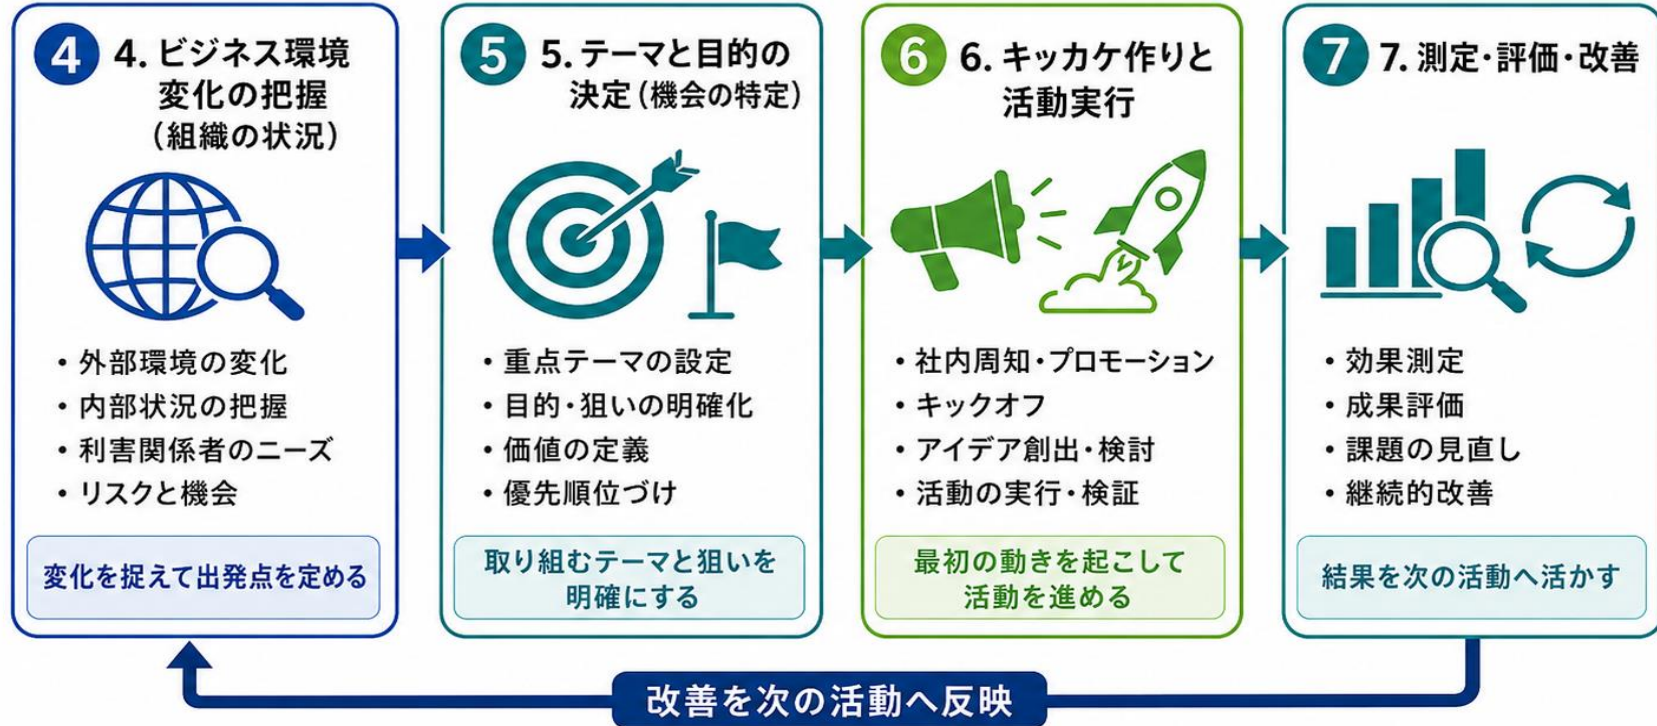 4
4. ビジネス環境
変化の把握
（組織の状況）
・外部環境の変化
・内部状況の把握
・利害関係者のニーズ
・リスクと機会
変化を捉えて出発点を定める
5
5. テーマと目的の
決定（機会の特定）
・重点テーマの設定
・目的・狙いの明確化
・価値の定義
・優先順位づけ
取り組むテーマと狙いを
明確にする
6
6. キッカケ作りと
活動実行
・社内周知・プロモーション
・キックオフ
・アイデア創出・検討
・活動の実行・検証
最初の動きを起こして
活動を進める
7
7. 測定・評価・改善
・効果測定
・成果評価
・課題の見直し
・継続的改善
結果を次の活動へ活かす
改善を次の活動へ反映